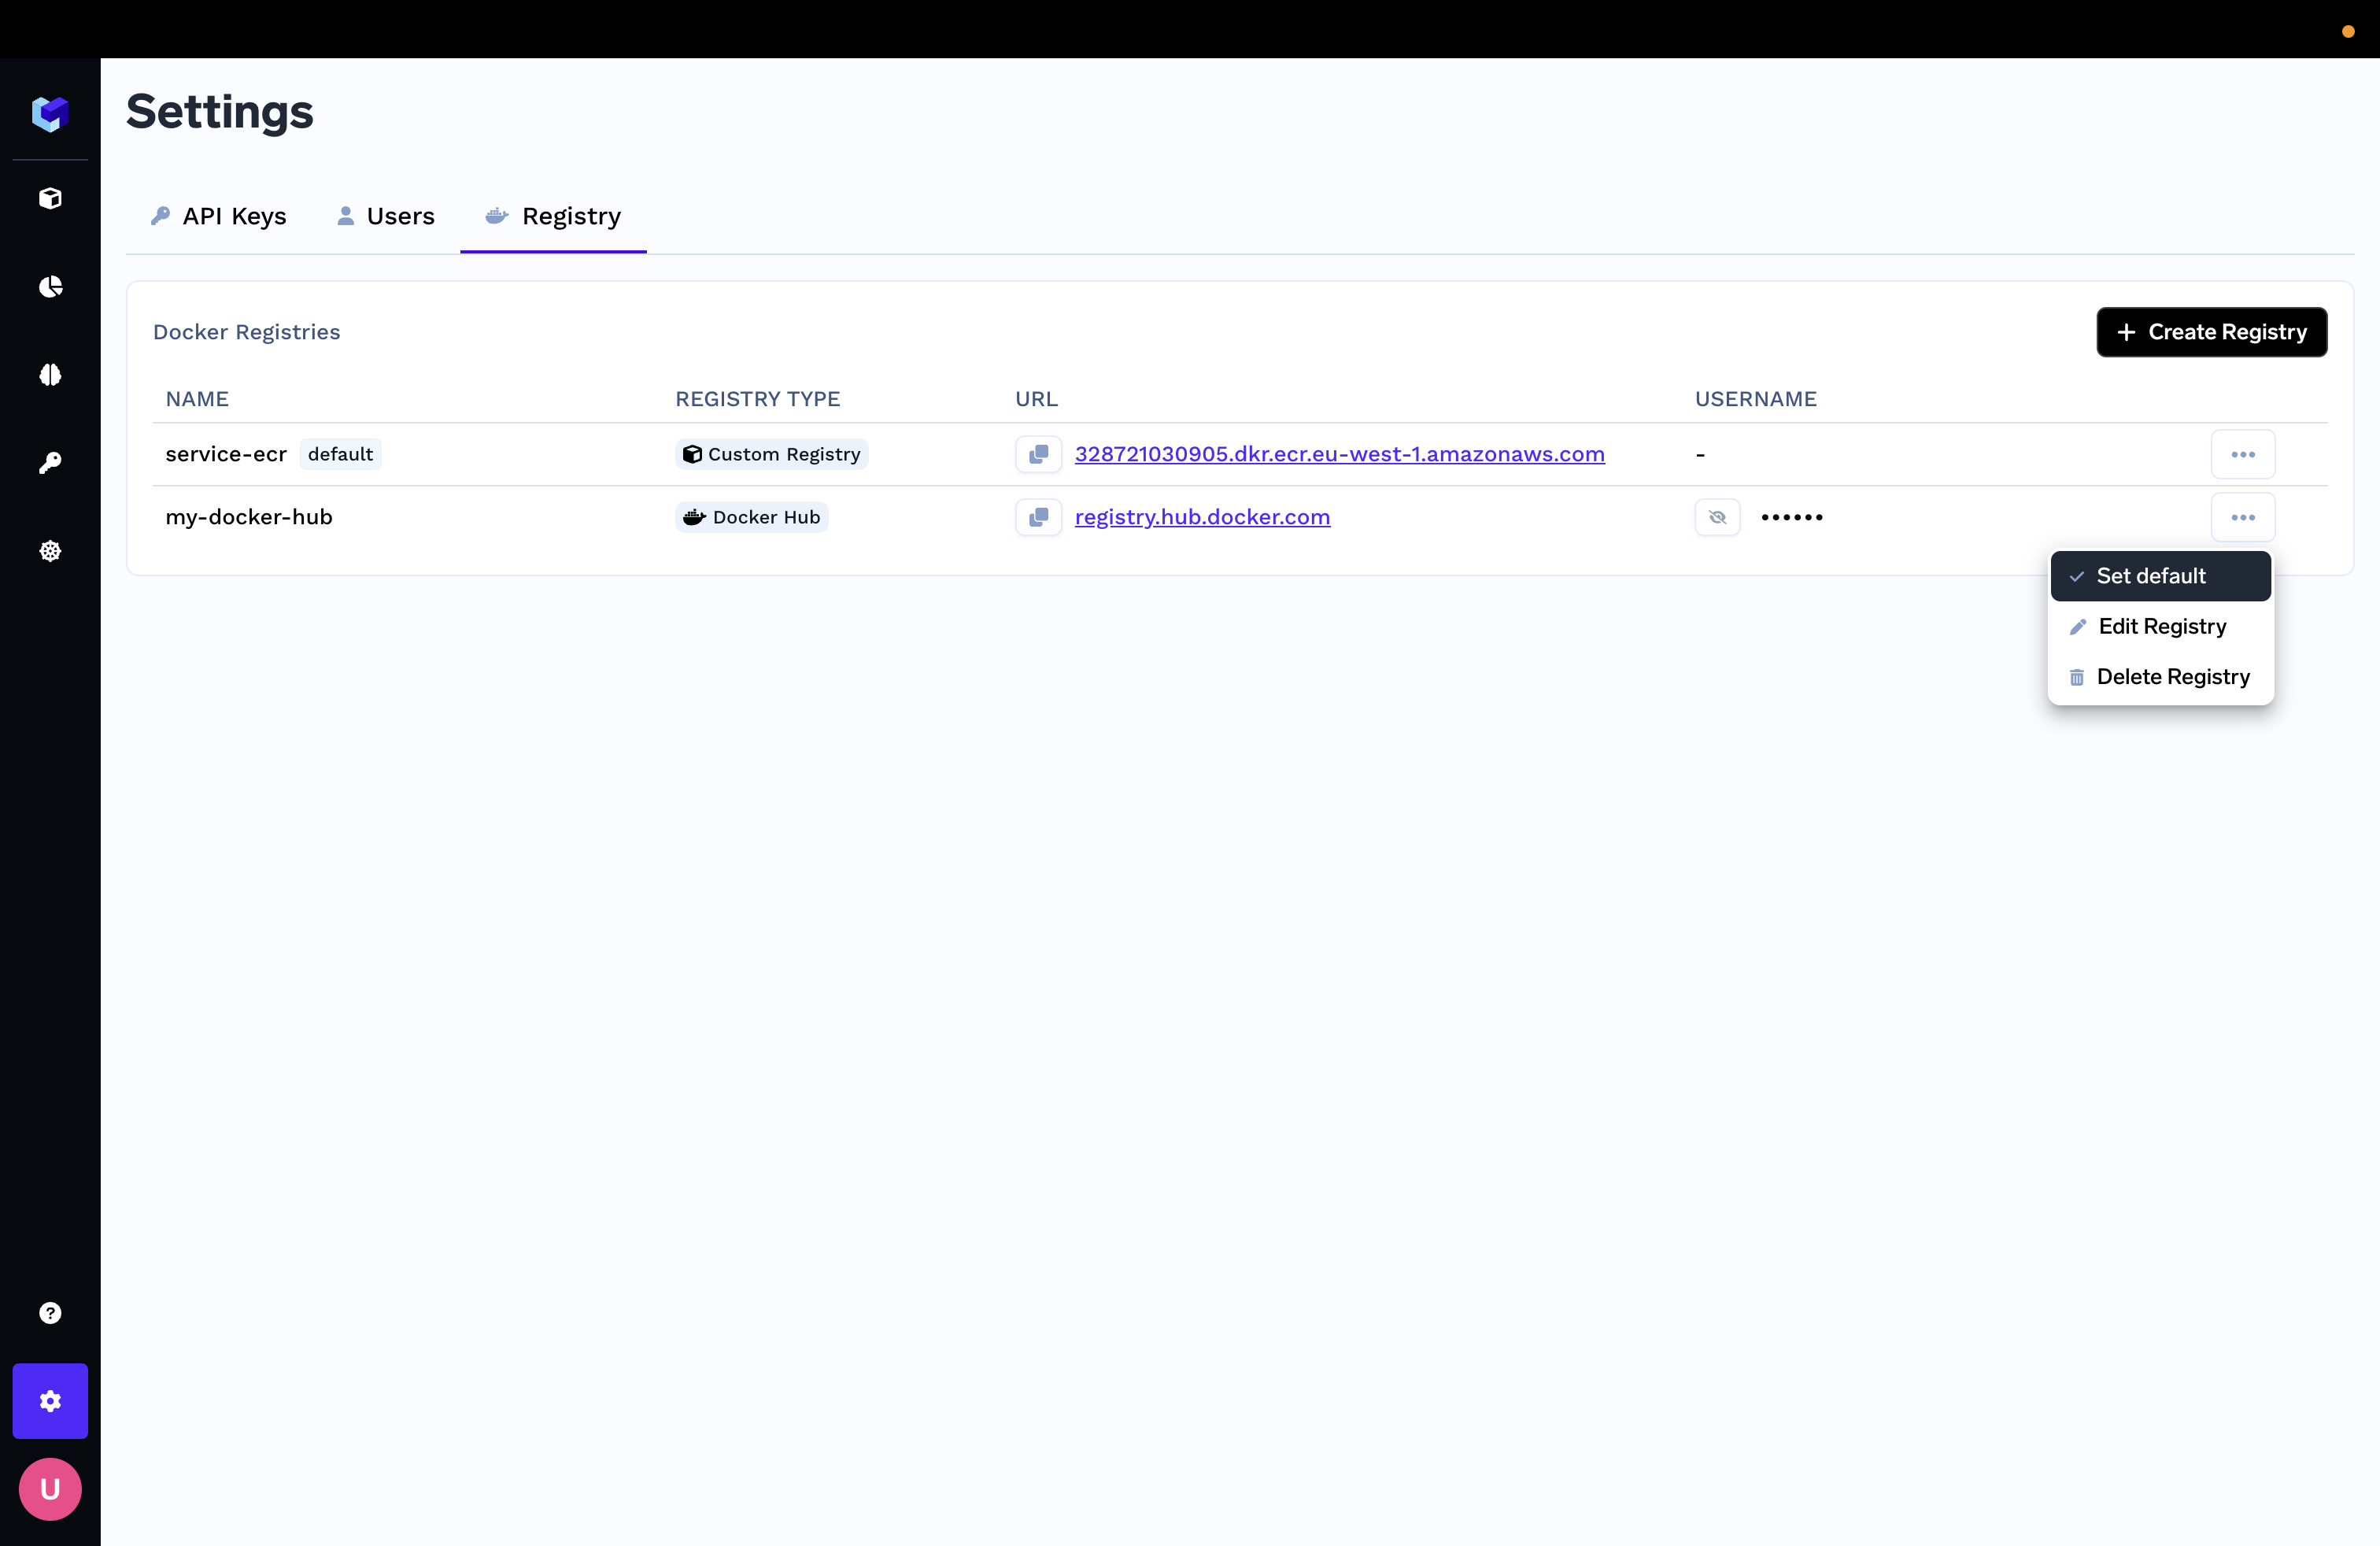 Settings
API Keys Users Registry
Docker Registries
+ Create Registry
NAME REGISTRY TYPE URL USERNAME
service-ecr default Custom Registry 328721030905.dkr.ecr.eu-west-1.amazonaws.com -
my-docker-hub Docker Hub registry.hub.docker.com ••••••
Set default
Edit Registry
Delete Registry
U